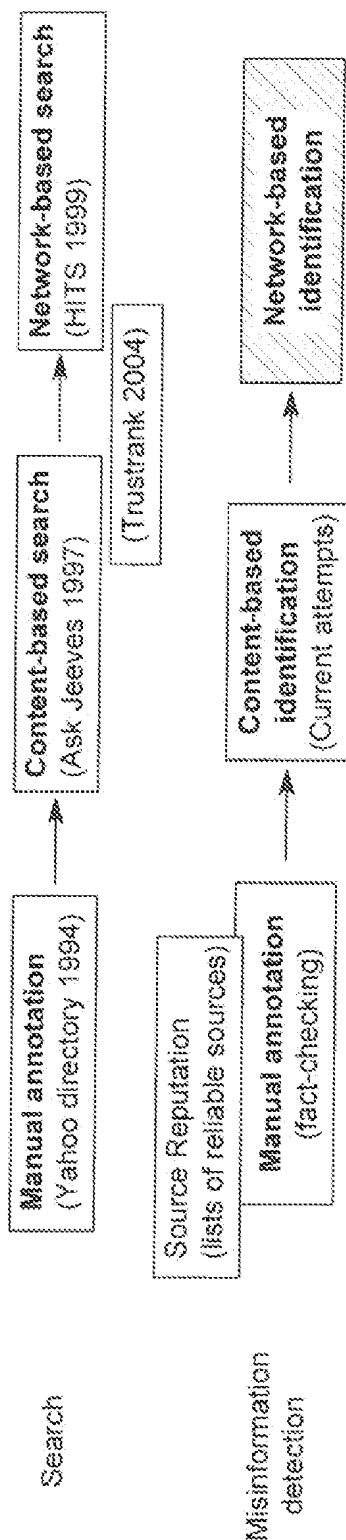 Search
Manual annotation
(Yahoo directory 1994)
Content-based search
(Ask Jeeves 1997)
Network-based search
(HITS 1999)
(Trustrank 2004)
Misinformation
detection
Source Reputation
(lists of reliable sources)
Manual annotation
(fact-checking)
Content-based
identification
(Current attempts)
Network-based
identification